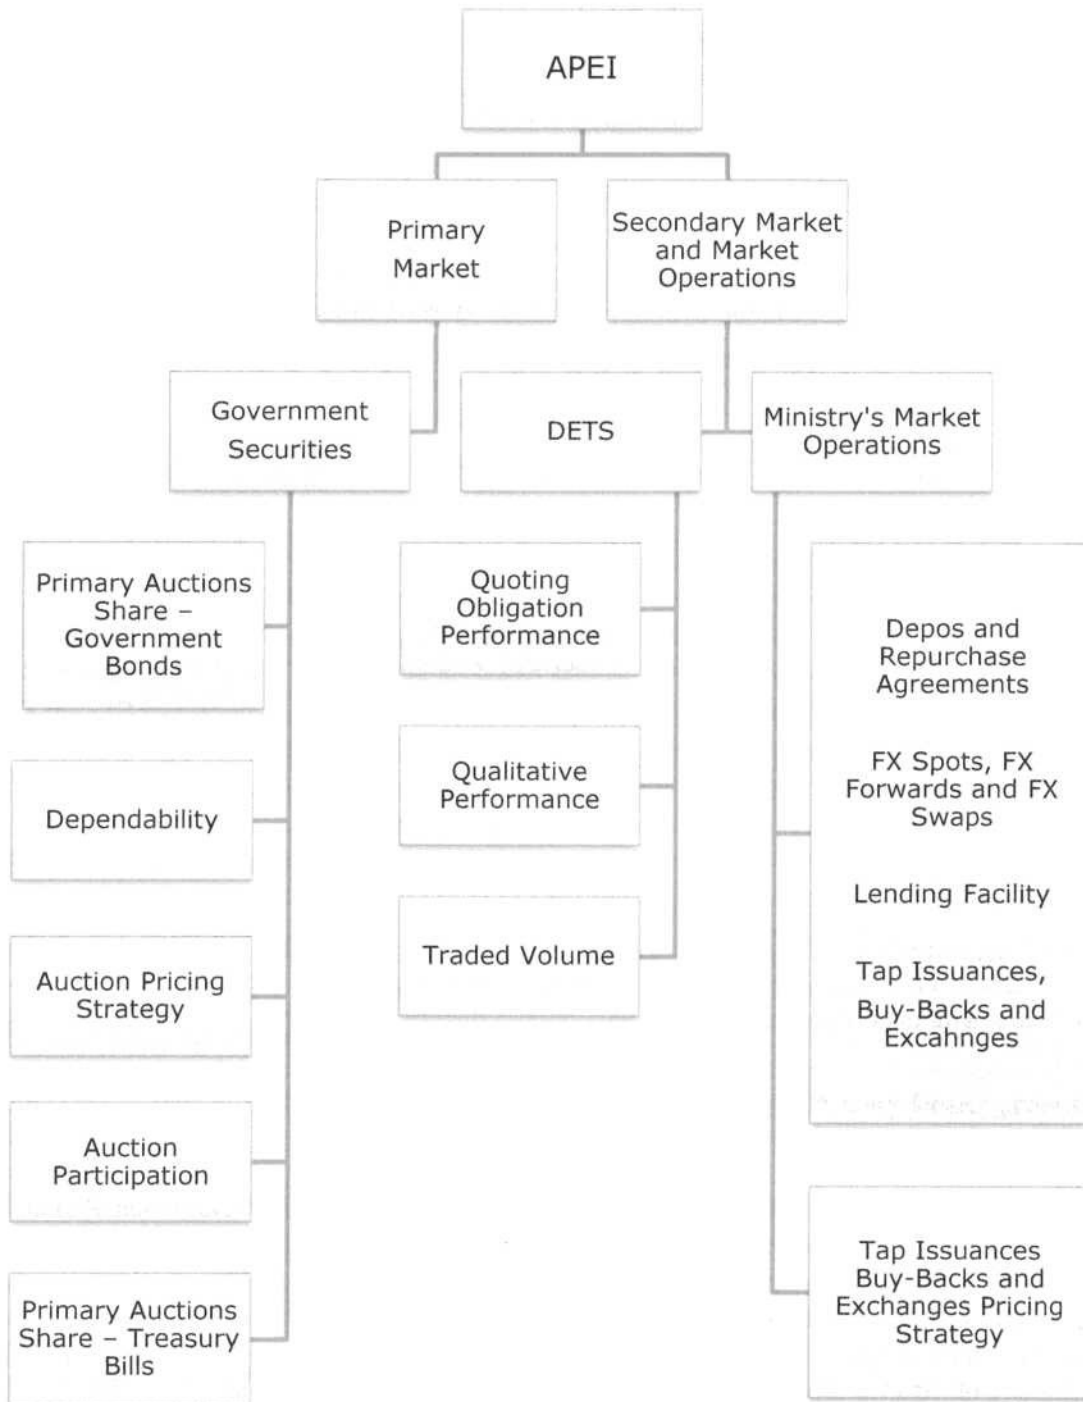 APEI
Primary
Market
Secondary Market
and Market
Operations
Government
Securities
DETS
Ministry's Market
Operations
Primary Auctions
Share –
Government
Bonds
Dependability
Auction Pricing
Strategy
Auction
Participation
Primary Auctions
Share – Treasury
Bills
Quoting
Obligation
Performance
Qualitative
Performance
Traded Volume
Depos and
Repurchase
Agreements
FX Spots, FX
Forwards and FX
Swaps
Lending Facility
Tap Issuances,
Buy-Backs and
Excahnges
Tap Issuances
Buy-Backs and
Exchanges Pricing
Strategy